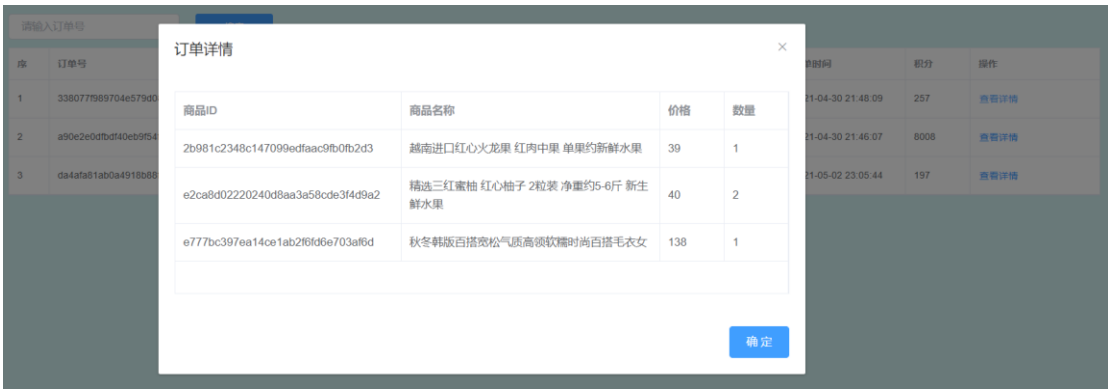 请输入订单号
订单详情
×
序 订单号 单时间 积分 操作
商品ID 商品名称 价格 数量
1 338077f989704e579d0 21-04-30 21:48:09 257 查看详情
2b981c2348c147099edfaac9fb0fb2d3 越南进口红心火龙果 红肉中果 单果约新鲜水果 39 1
2 a90e2e0dfbdf40eb9f54 21-04-30 21:46:07 8008 查看详情
e2ca8d02220240d8aa3a58cde3f4d9a2 精选三红蜜柚 红心柚子 2粒装 净重约5-6斤 新生
鲜水果 40 2
3 da4afa81ab0a4918b88 21-05-02 23:05:44 197 查看详情
e777bc397ea14ce1ab2f6fd6e703af6d 秋冬韩版百搭宽松气质高领软糯时尚百搭毛衣女 138 1
确定